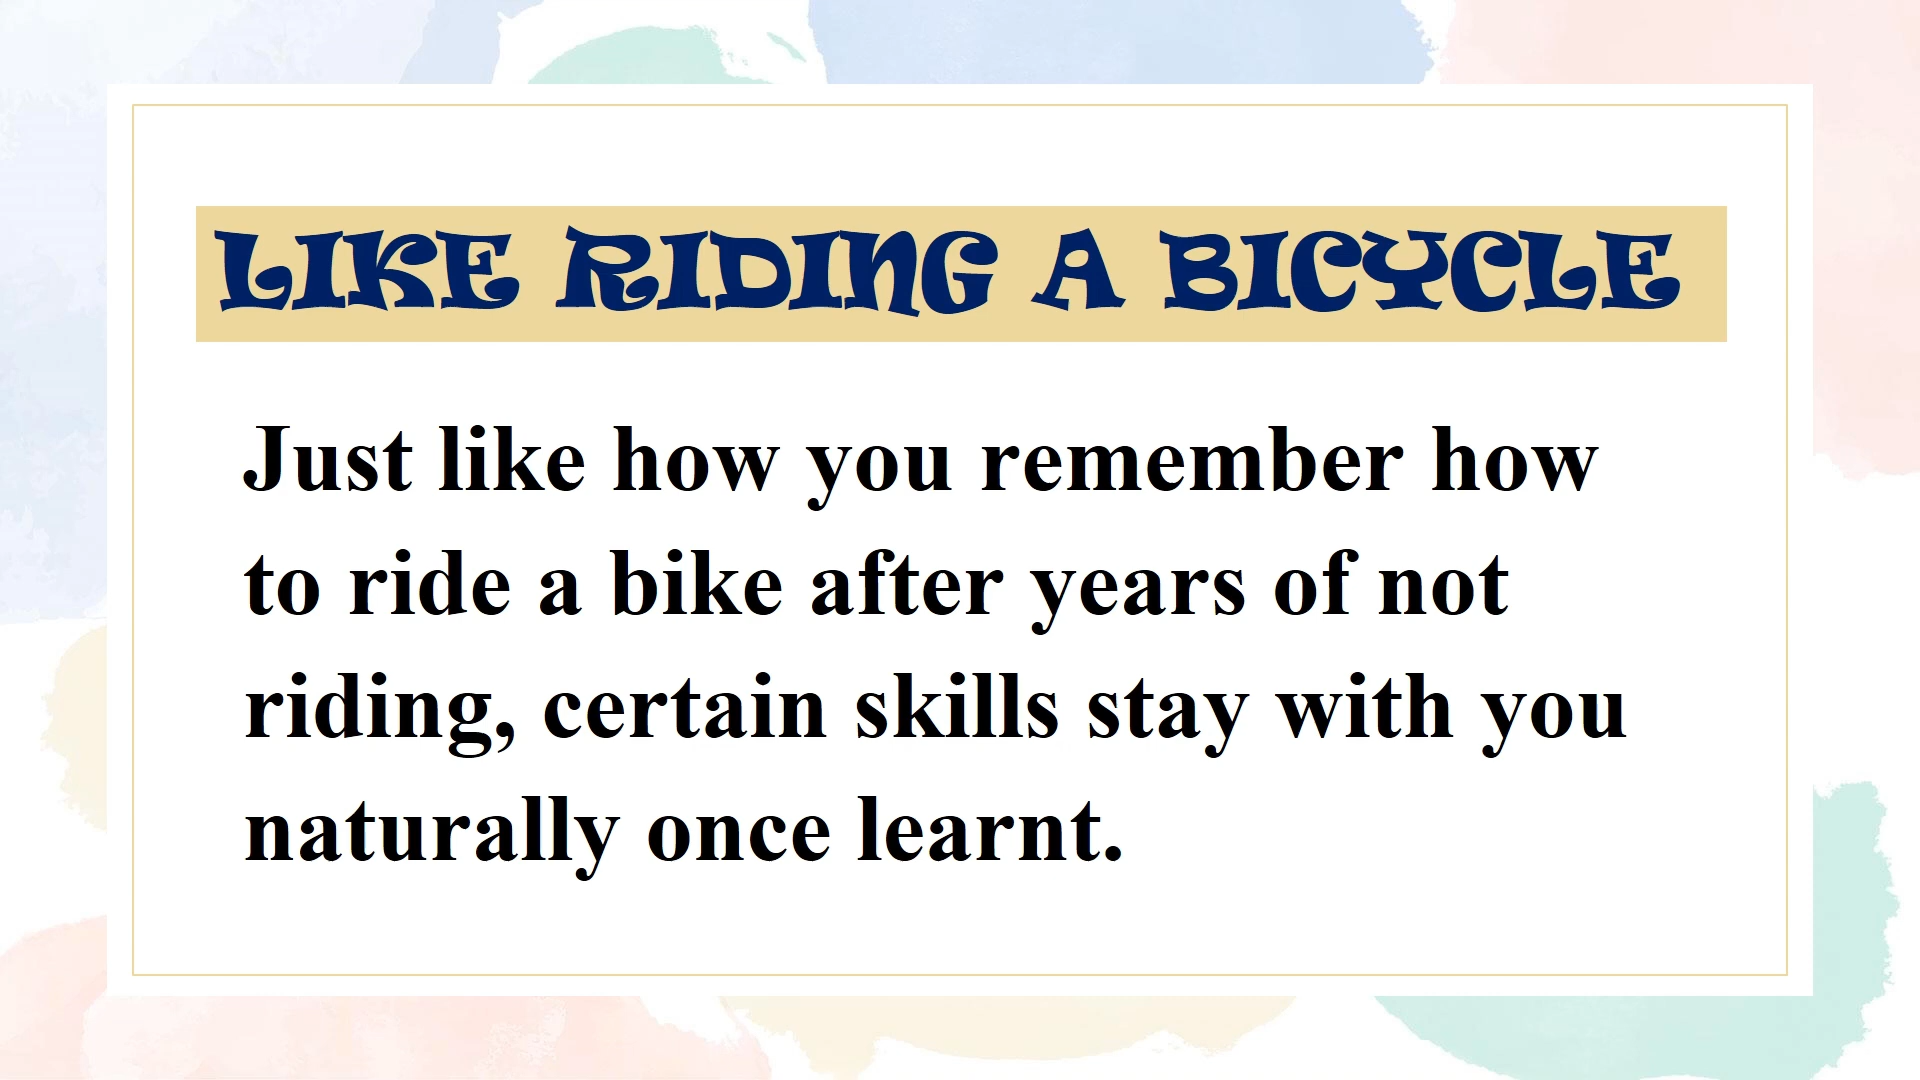 LIKE RIDING A BICYCLE
Just like how you remember how
to ride a bike after years of not
riding, certain skills stay with you
naturally once learnt.